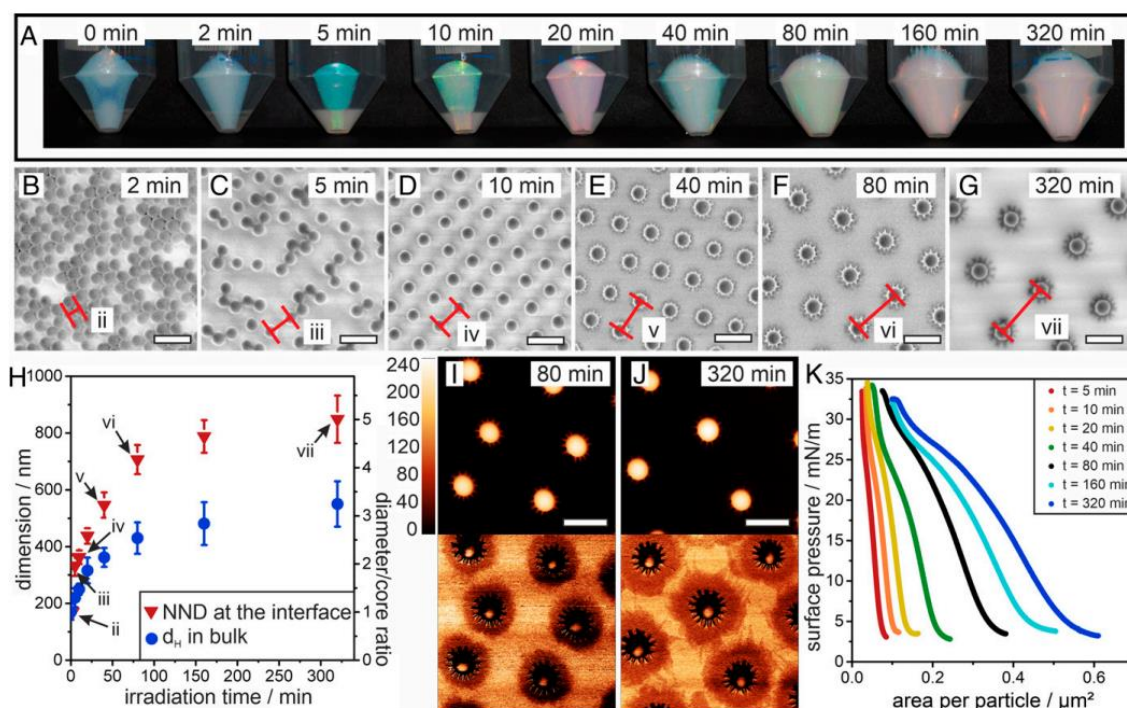 A
0 min
2 min
5 min
10 min
20 min
40 min
80 min
160 min
320 min
B
2 min
ii
C
5 min
iii
D
10 min
iv
E
40 min
v
F
80 min
vi
G
320 min
vii
H
1000
800
600
400
200
0
dimension / nm
0 50 100 150 200 250 300
irradiation time / min
5
4
3
2
1
0
diameter/core ratio
vi
v
iv
iii
ii
vii
NND at the interface
dH in bulk
240
200
160
120
80
40
0
I
80 min
J
320 min
K
35
30
25
20
15
10
5
0
surface pressure / mN/m
0.0 0.2 0.4 0.6
area per particle / µm²
t = 5 min
t = 10 min
t = 20 min
t = 40 min
t = 80 min
t = 160 min
t = 320 min